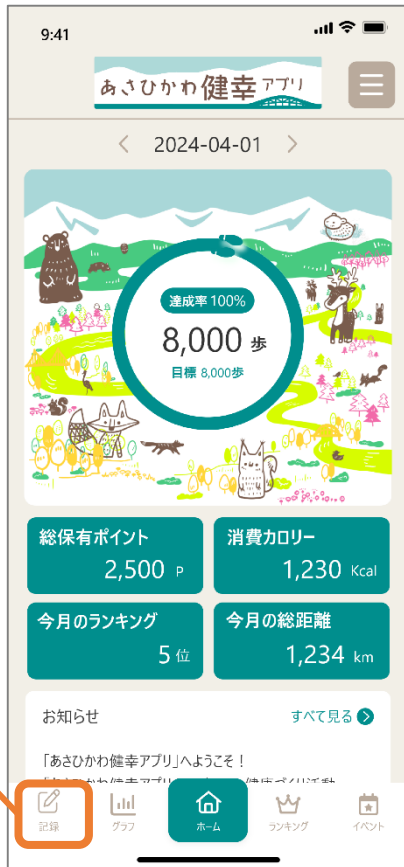 9:41
あさひかわ健幸アプリ
2024-04-01
達成率 100%
8,000 歩
目標 8,000歩
総保有ポイント
2,500 P
消費カロリー
1,230 Kcal
今月のランキング
5 位
今月の総距離
1,234 km
お知らせ
すべて見る
「あさひかわ健幸アプリ」へようこそ！
記録
グラフ
ホーム
ランキング
イベント